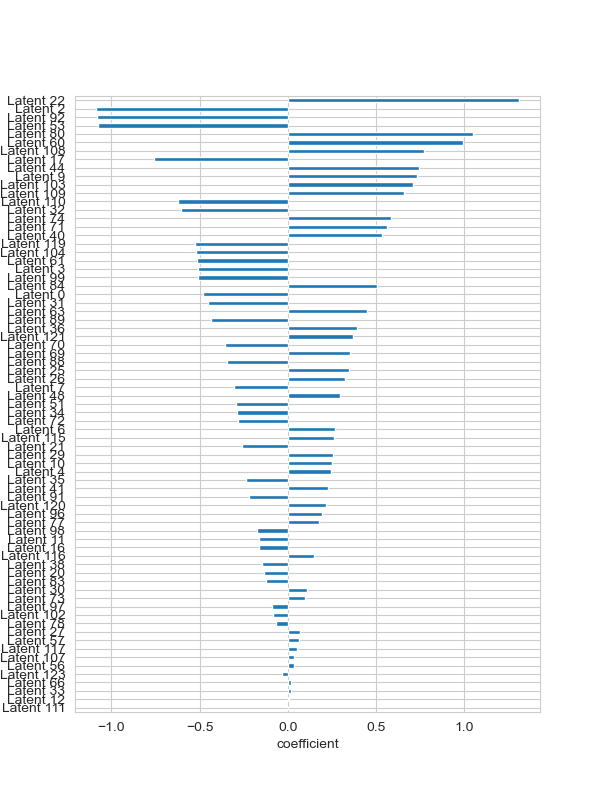 Latent 22
Latent 2
Latent 92
Latent 53
Latent 80
Latent 60
Latent 108
Latent 17
Latent 44
Latent 9
Latent 103
Latent 109
Latent 110
Latent 32
Latent 74
Latent 71
Latent 40
Latent 119
Latent 104
Latent 61
Latent 3
Latent 99
Latent 84
Latent 0
Latent 31
Latent 63
Latent 89
Latent 36
Latent 121
Latent 70
Latent 69
Latent 88
Latent 25
Latent 26
Latent 7
Latent 48
Latent 51
Latent 34
Latent 72
Latent 6
Latent 115
Latent 21
Latent 29
Latent 10
Latent 4
Latent 35
Latent 41
Latent 91
Latent 120
Latent 96
Latent 77
Latent 98
Latent 11
Latent 16
Latent 116
Latent 38
Latent 20
Latent 83
Latent 30
Latent 73
Latent 97
Latent 102
Latent 78
Latent 27
Latent 57
Latent 117
Latent 107
Latent 56
Latent 123
Latent 66
Latent 33
Latent 12
Latent 111
−1.0 −0.5 0.0 0.5 1.0
coefficient